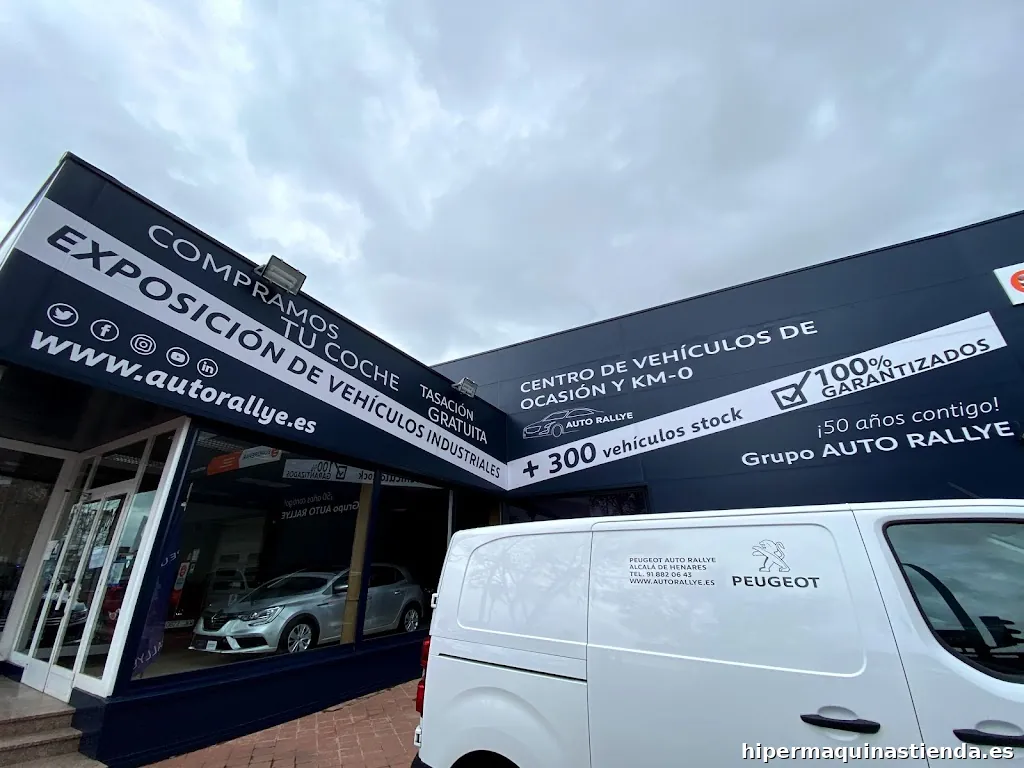 COMPRAMOS
TU COCHE
TASACIÓN
GRATUITA
EXPOSICIÓN DE VEHÍCULOS INDUSTRIALES
www.autorallye.es
CENTRO DE VEHÍCULOS DE
OCASIÓN Y KM-0
AUTO RALLYE
+ 300 vehículos stock
100%
GARANTIZADOS
¡50 años contigo!
Grupo AUTO RALLYE
PEUGEOT AUTO RALLYE
ALCALÁ DE HENARES
TEL. 91 882 06 43
WWW.AUTORALLYE.ES
PEUGEOT
hipermaquinastienda.es